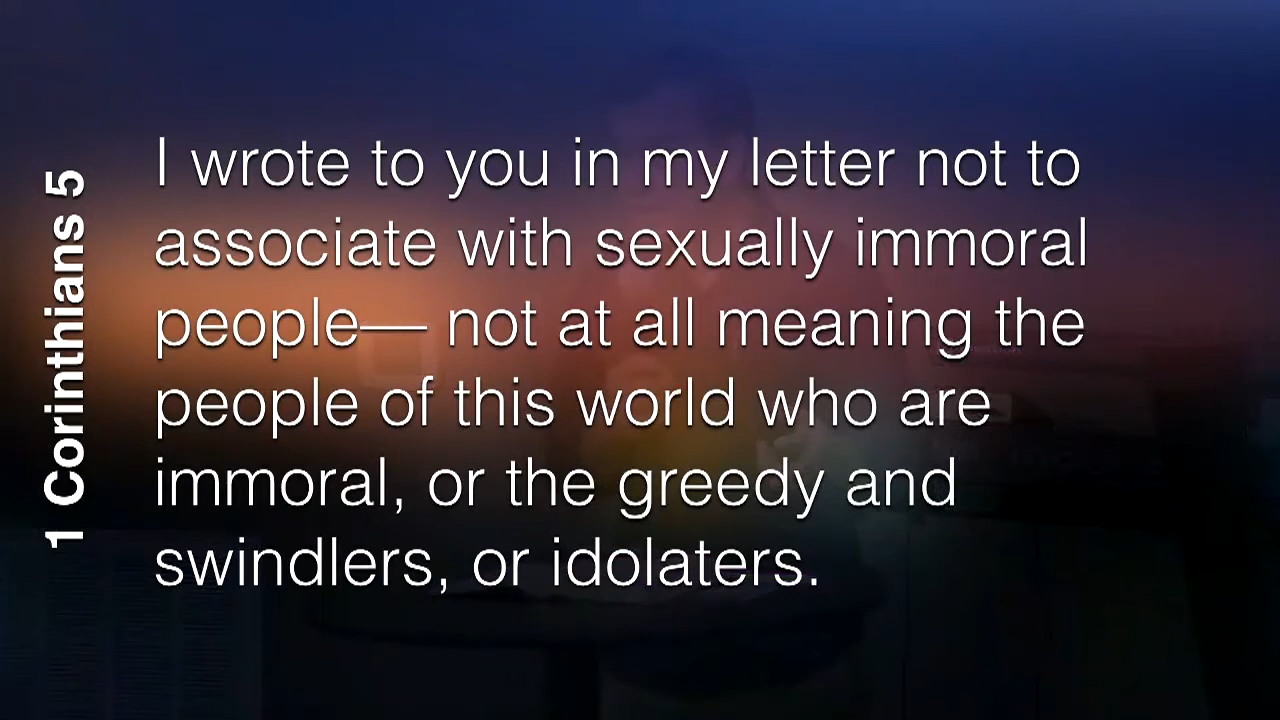 1 Corinthians 5
I wrote to you in my letter not to
associate with sexually immoral
people— not at all meaning the
people of this world who are
immoral, or the greedy and
swindlers, or idolaters.